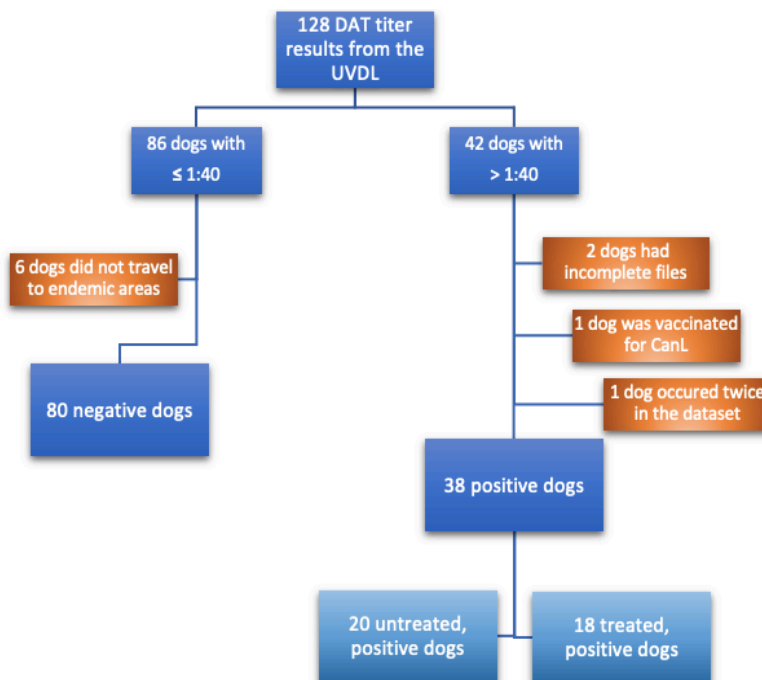 128 DAT titer
results from the
UVDL
86 dogs with
≤ 1:40
42 dogs with
> 1:40
6 dogs did not travel
to endemic areas
2 dogs had
incomplete files
1 dog was vaccinated
for CanL
1 dog occured twice
in the dataset
80 negative dogs
38 positive dogs
20 untreated,
positive dogs
18 treated,
positive dogs